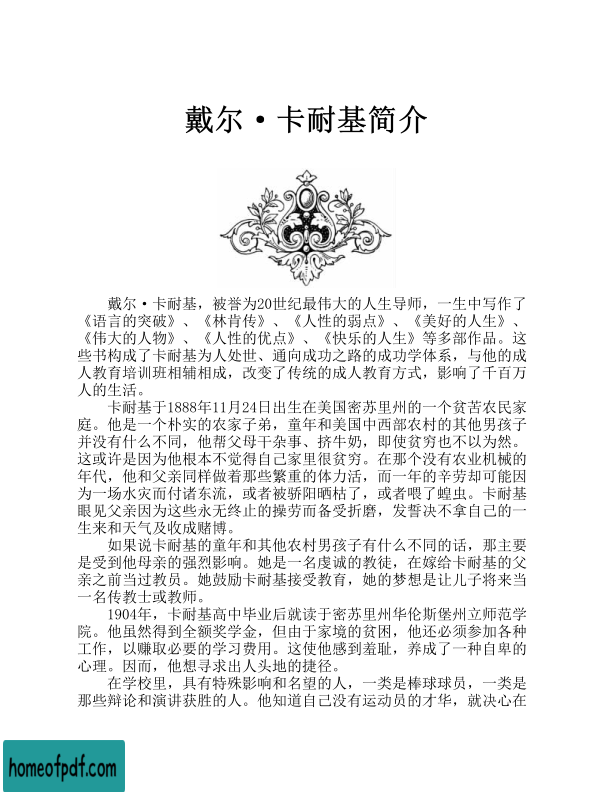 戴尔·卡耐基简介
戴尔·卡耐基，被誉为20世纪最伟大的人生导师，一生中写作了
《语言的突破》、《林肯传》、《人性的弱点》、《美好的人生》、
《伟大的人物》、《人性的优点》、《快乐的人生》等多部作品。这
些书构成了卡耐基为人处世、通向成功之路的成功学体系，与他的成
人教育培训班相辅相成，改变了传统的成人教育方式，影响了千百万
人的生活。
卡耐基于1888年11月24日出生在美国密苏里州的一个贫苦农民家
庭。他是一个朴实的农家子弟，童年和美国中西部农村的其他男孩子
并没有什么不同，他帮父母干杂事、挤牛奶，即使贫穷也不以为然。
这或许是因为他根本不觉得自己家里很贫穷。在那个没有农业机械的
年代，他和父亲同样做着那些繁重的体力活，而一年的辛劳却可能因
为一场水灾而付诸东流，或者被骄阳晒枯了，或者喂了蝗虫。卡耐基
眼见父亲因为这些永无终止的操劳而备受折磨，发誓决不拿自己的一
生来和天气及收成赌博。
如果说卡耐基的童年和其他农村男孩子有什么不同的话，那主要
是受到他母亲的强烈影响。她是一名虔诚的教徒，在嫁给卡耐基的父
亲之前当过教员。她鼓励卡耐基接受教育，她的梦想是让儿子将来当
一名传教士或教师。
1904年，卡耐基高中毕业后就读于密苏里州华伦斯堡州立师范学
院。他虽然得到全额奖学金，但由于家境的贫困，他还必须参加各种
工作，以赚取必要的学习费用。这使他感到羞耻，养成了一种自卑的
心理。因而，他想寻求出人头地的捷径。
在学校里，具有特殊影响和名望的人，一类是棒球球员，一类是
那些辩论和演讲获胜的人。他知道自己没有运动员的才华，就决心在
homeofpdf.com